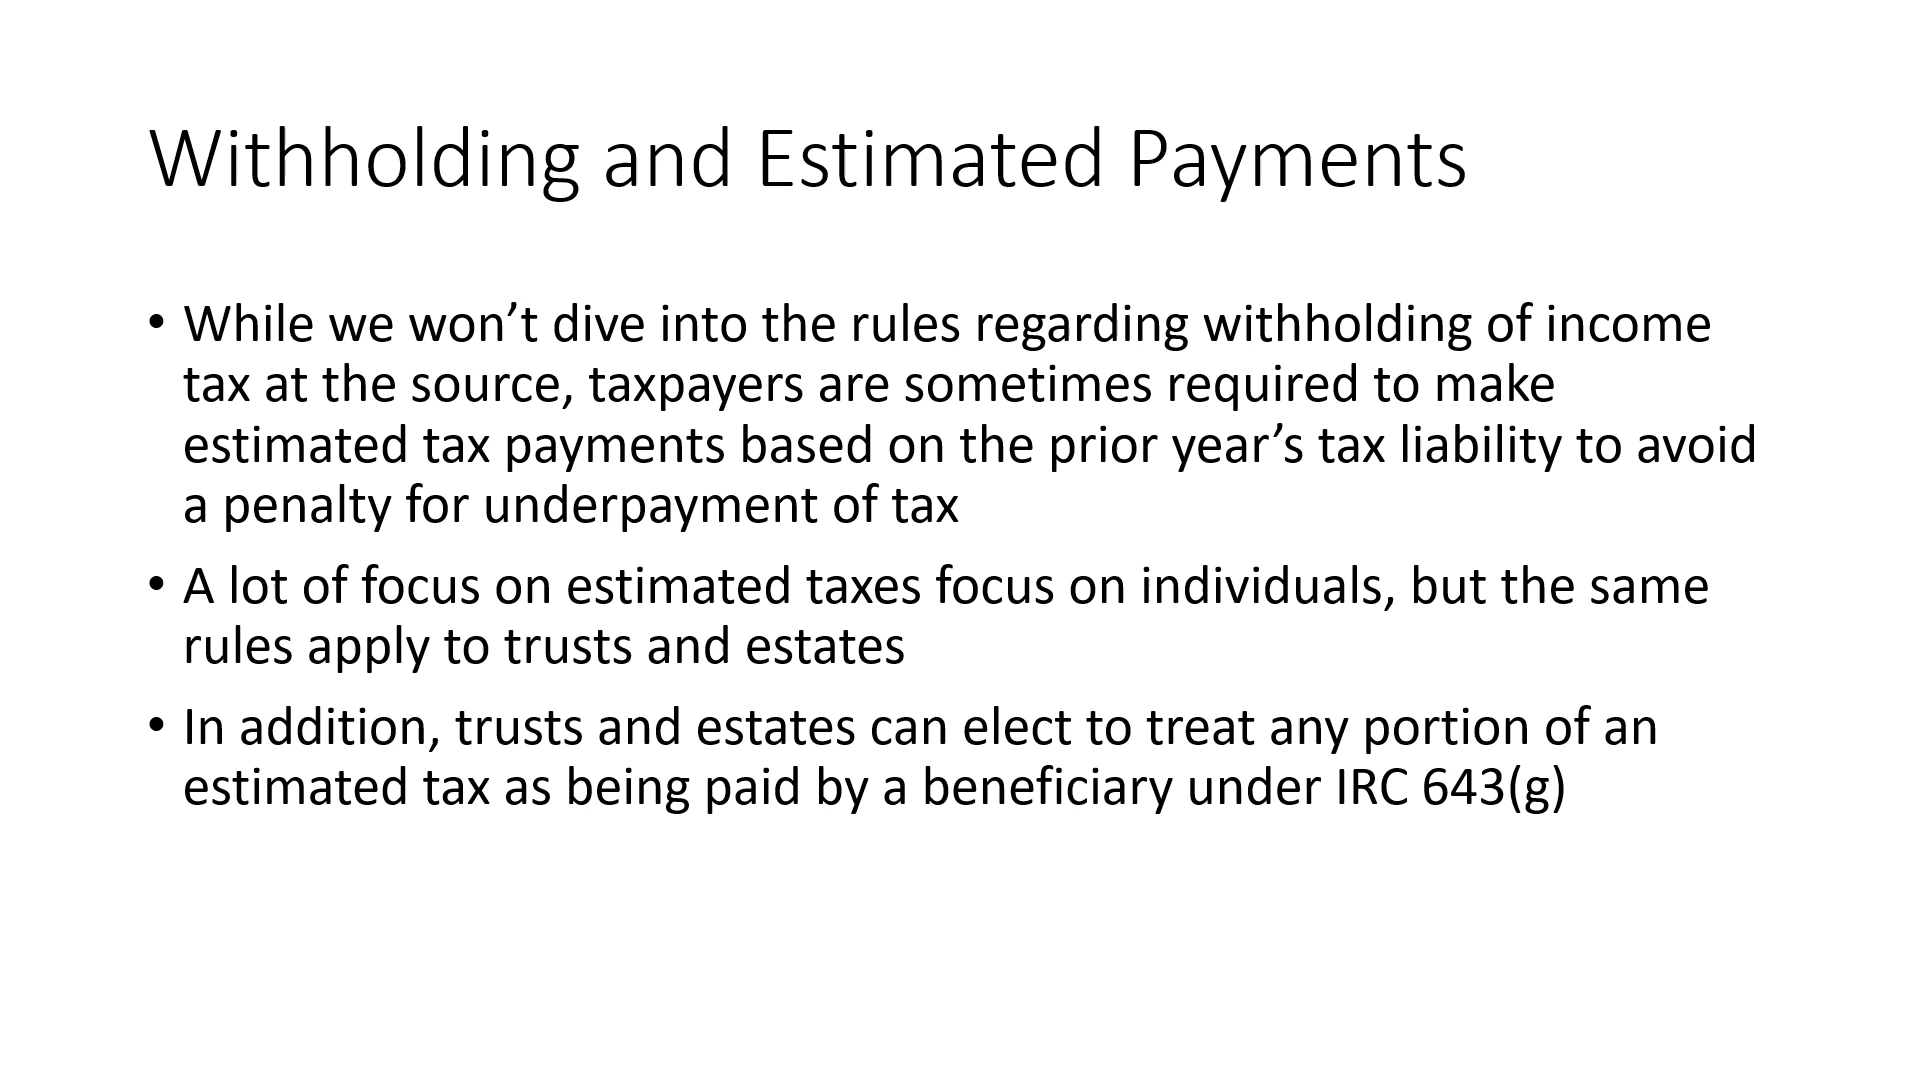 Withholding and Estimated Payments
• While we won’t dive into the rules regarding withholding of income
tax at the source, taxpayers are sometimes required to make
estimated tax payments based on the prior year’s tax liability to avoid
a penalty for underpayment of tax
• A lot of focus on estimated taxes focus on individuals, but the same
rules apply to trusts and estates
• In addition, trusts and estates can elect to treat any portion of an
estimated tax as being paid by a beneficiary under IRC 643(g)